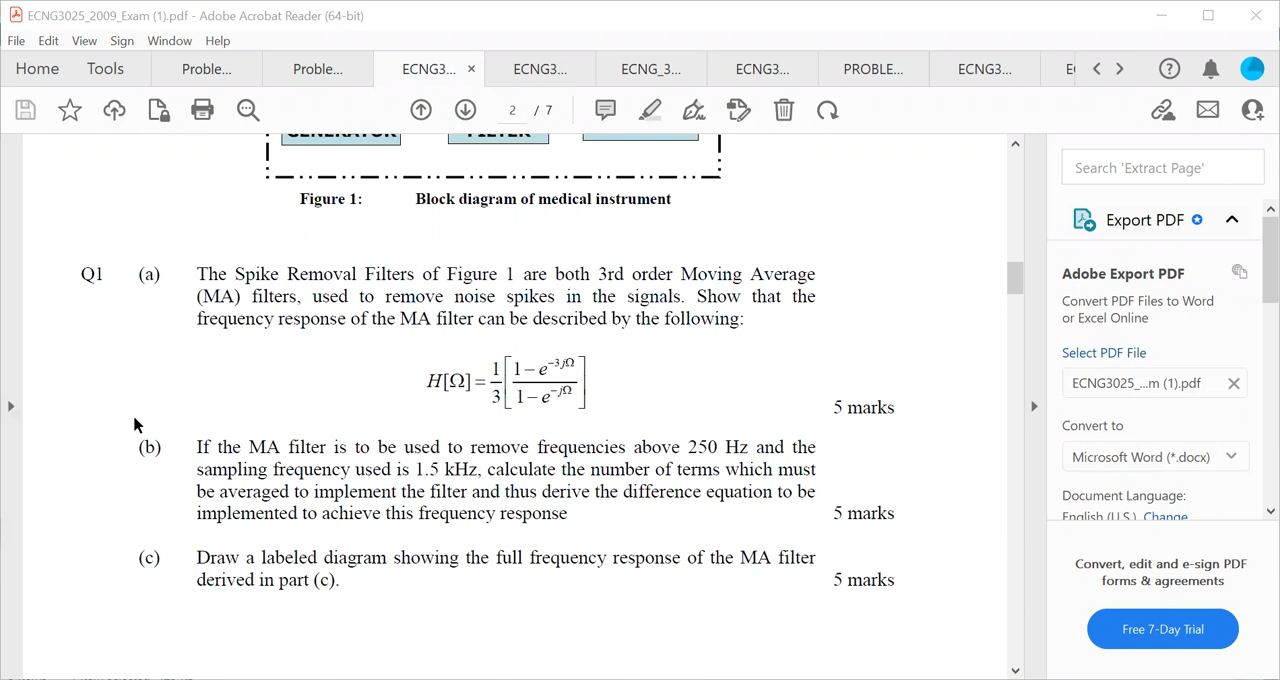 ECNG3025_2009_Exam (1).pdf - Adobe Acrobat Reader (64-bit)
File Edit View Sign Window Help
Home Tools Proble... Proble... ECNG3... × ECNG3... ECNG_3... ECNG3... PROBLE... ECNG3...
2 / 7
GENERATOR FILTER
Figure 1: Block diagram of medical instrument
Q1 (a) The Spike Removal Filters of Figure 1 are both 3rd order Moving Average
(MA) filters, used to remove noise spikes in the signals. Show that the
frequency response of the MA filter can be described by the following:
H[Ω] = 1/3 [ (1 − e^{−3jΩ}) / (1 − e^{−jΩ}) ]
5 marks
(b) If the MA filter is to be used to remove frequencies above 250 Hz and the
sampling frequency used is 1.5 kHz, calculate the number of terms which must
be averaged to implement the filter and thus derive the difference equation to be
implemented to achieve this frequency response 5 marks
(c) Draw a labeled diagram showing the full frequency response of the MA filter
derived in part (c). 5 marks
Search 'Extract Page'
Export PDF
Adobe Export PDF
Convert PDF Files to Word
or Excel Online
Select PDF File
ECNG3025_...m (1).pdf
Convert to
Microsoft Word (*.docx)
Document Language:
English (U.S.) Change
Convert, edit and e-sign PDF
forms & agreements
Free 7-Day Trial